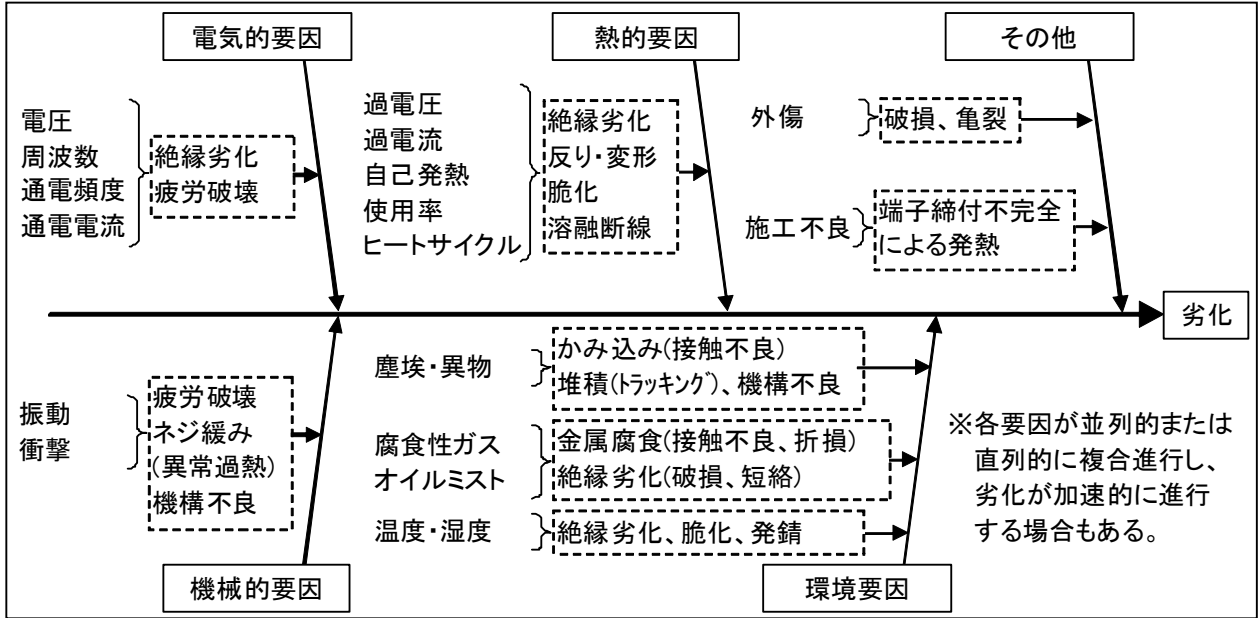 電気的要因
熱的要因
その他
電圧
周波数
通電頻度
通電電流
絶縁劣化
疲労破壊
過電圧
過電流
自己発熱
使用率
ヒートサイクル
絶縁劣化
反り・変形
脆化
溶融断線
外傷
破損、亀裂
施工不良
端子締付不完全
による発熱
劣化
振動
衝撃
疲労破壊
ネジ緩み
(異常過熱)
機構不良
塵埃・異物
かみ込み(接触不良)
堆積(トラッキング)、機構不良
腐食性ガス
オイルミスト
金属腐食(接触不良、折損)
絶縁劣化(破損、短絡)
温度・湿度
絶縁劣化、脆化、発錆
※各要因が並列的または
直列的に複合進行し、
劣化が加速的に進行
する場合もある。
機械的要因
環境要因